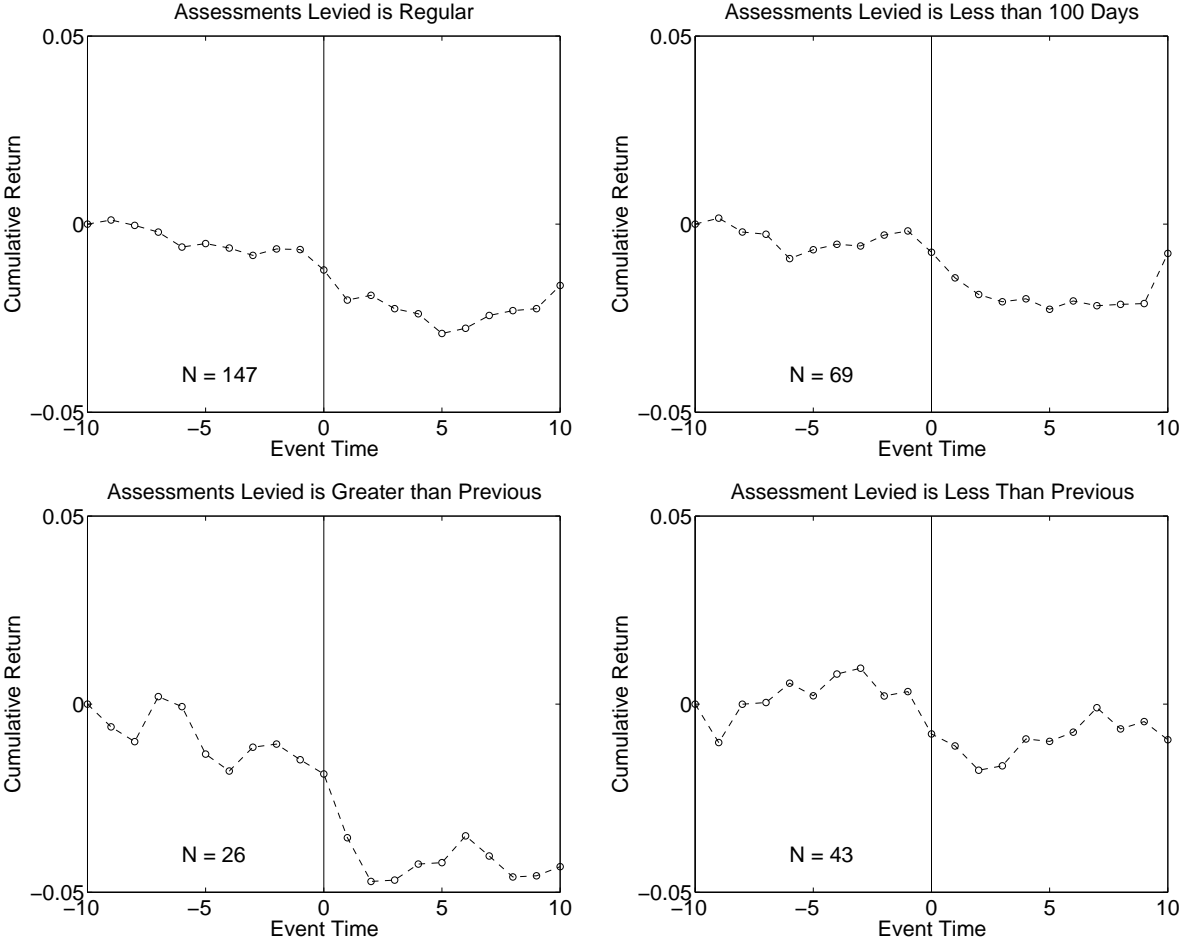 Assessments Levied is Regular
0.05
0
−0.05
Cumulative Return
N = 147
−10 −5 0 5 10
Event Time
Assessments Levied is Less than 100 Days
0.05
0
−0.05
Cumulative Return
N = 69
−10 −5 0 5 10
Event Time
Assessments Levied is Greater than Previous
0.05
0
−0.05
Cumulative Return
N = 26
−10 −5 0 5 10
Event Time
Assessment Levied is Less Than Previous
0.05
0
−0.05
Cumulative Return
N = 43
−10 −5 0 5 10
Event Time